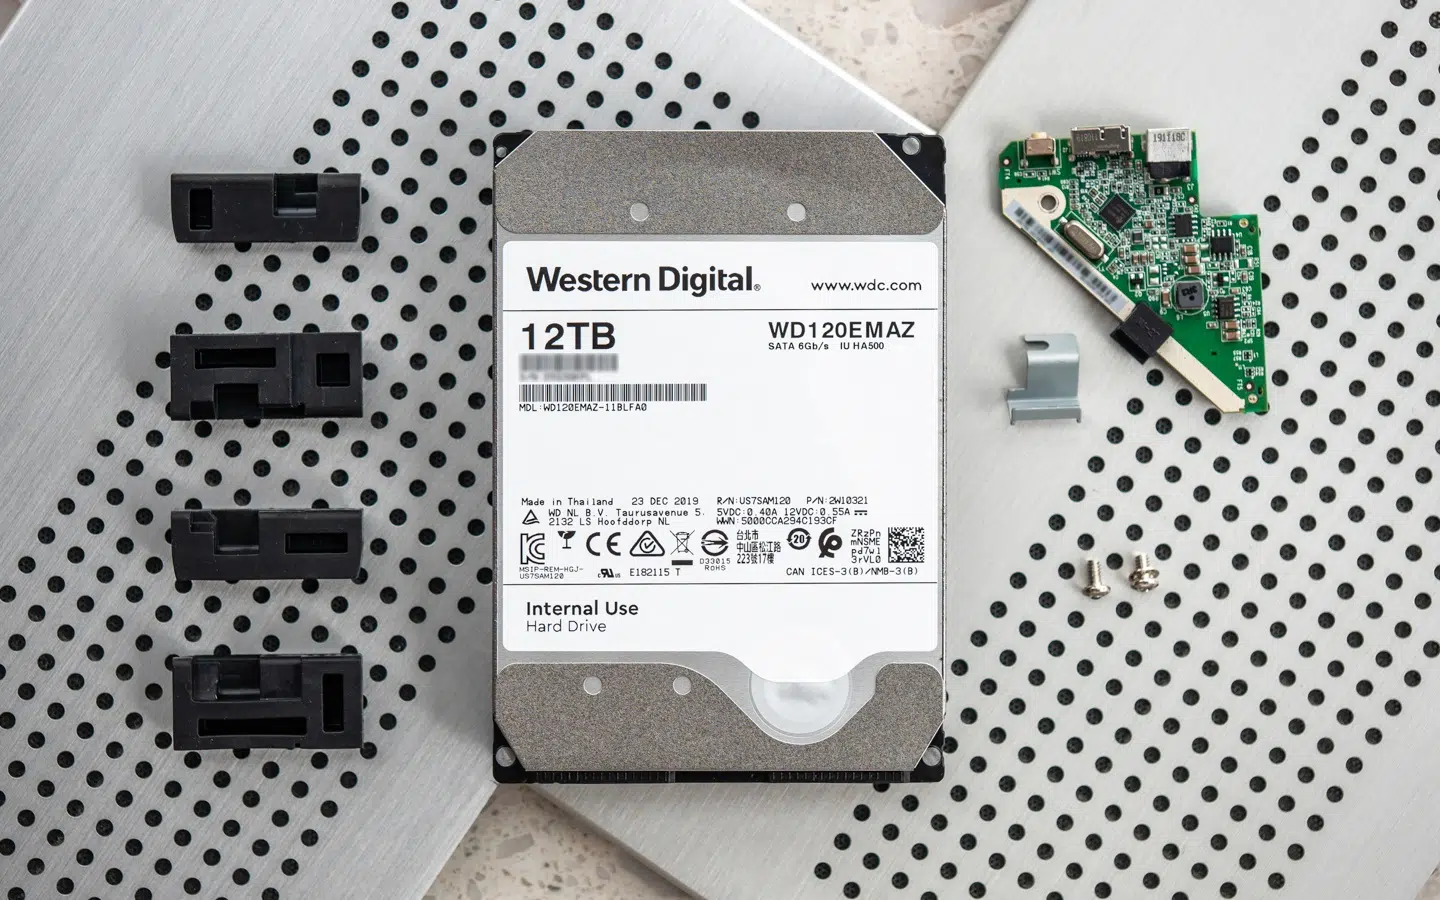 Western Digital®
www.wdc.com
12TB
WD120EMAZ
SATA 6Gb/s IU HA500
MDL:WD120EMAZ-11BLFA0
Made in Thailand 23 DEC 2019 R/N:US7SAM120 P/N:2W10321
WD NL B.V. Taurusavenue 5. 5VDC:0.40A 12VDC:0.55A
2132 LS Hoofddorp NL WWN:5000CCA294C193CF
MSIP-REM-HGJ-
US7SAM120
E182115 T
D33015
RoHS
台北市
中山區松江路
223號17樓
20
ZRzPn
mNSME
pd7w1
3rVL0
CAN ICES-3(B)/NMB-3(B)
Internal Use
Hard Drive
19111BC